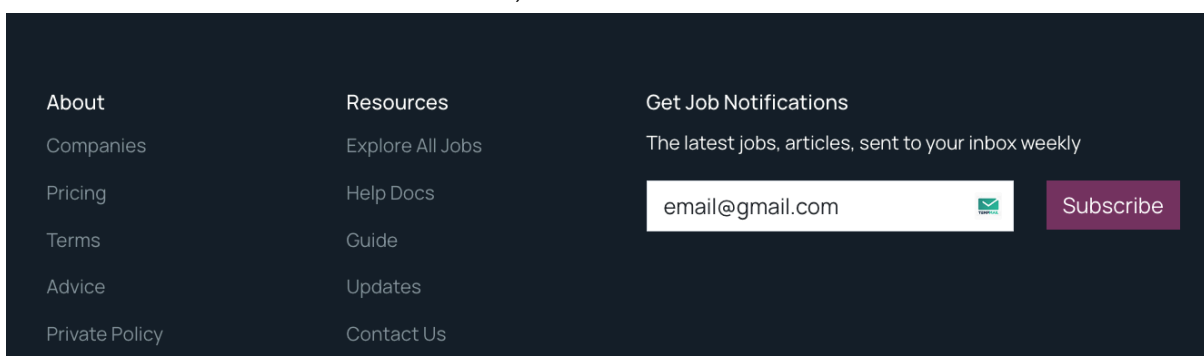 About
Companies
Pricing
Terms
Advice
Private Policy
Resources
Explore All Jobs
Help Docs
Guide
Updates
Contact Us
Get Job Notifications
The latest jobs, articles, sent to your inbox weekly
email@gmail.com
Subscribe